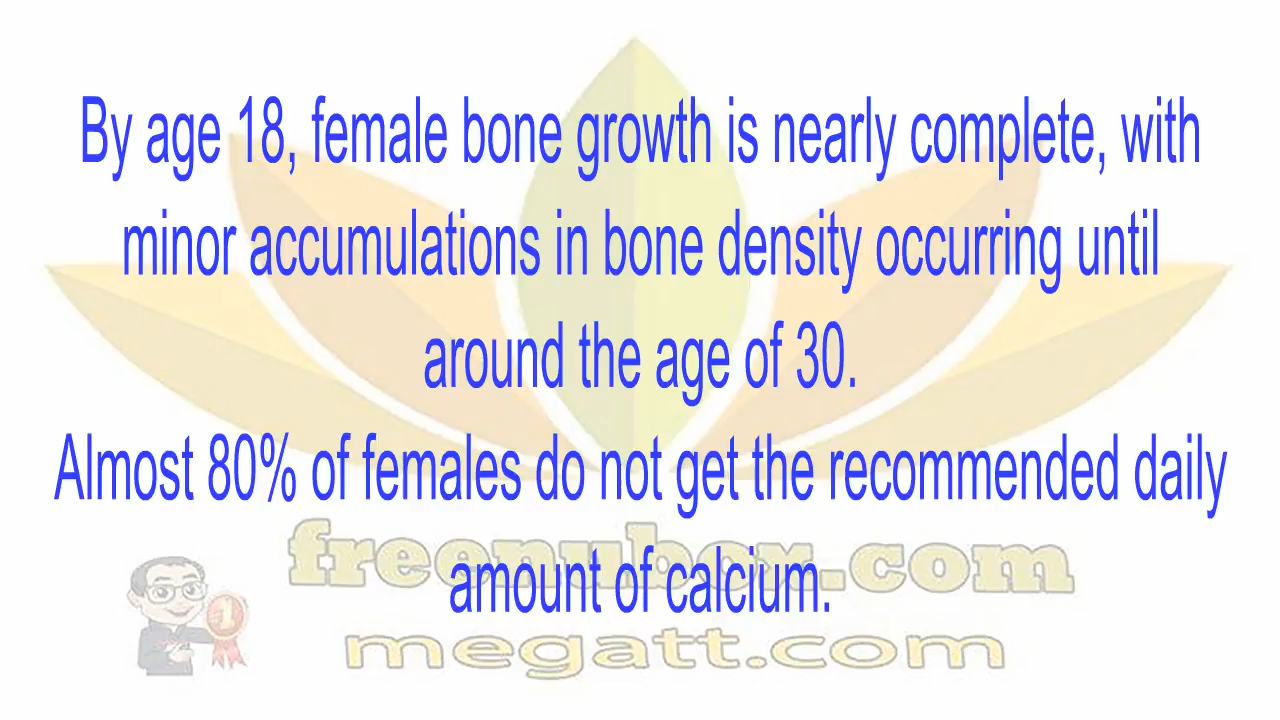 By age 18, female bone growth is nearly complete, with
minor accumulations in bone density occurring until
around the age of 30.
Almost 80% of females do not get the recommended daily
freenubox.com
amount of calcium.
1
megatt.com